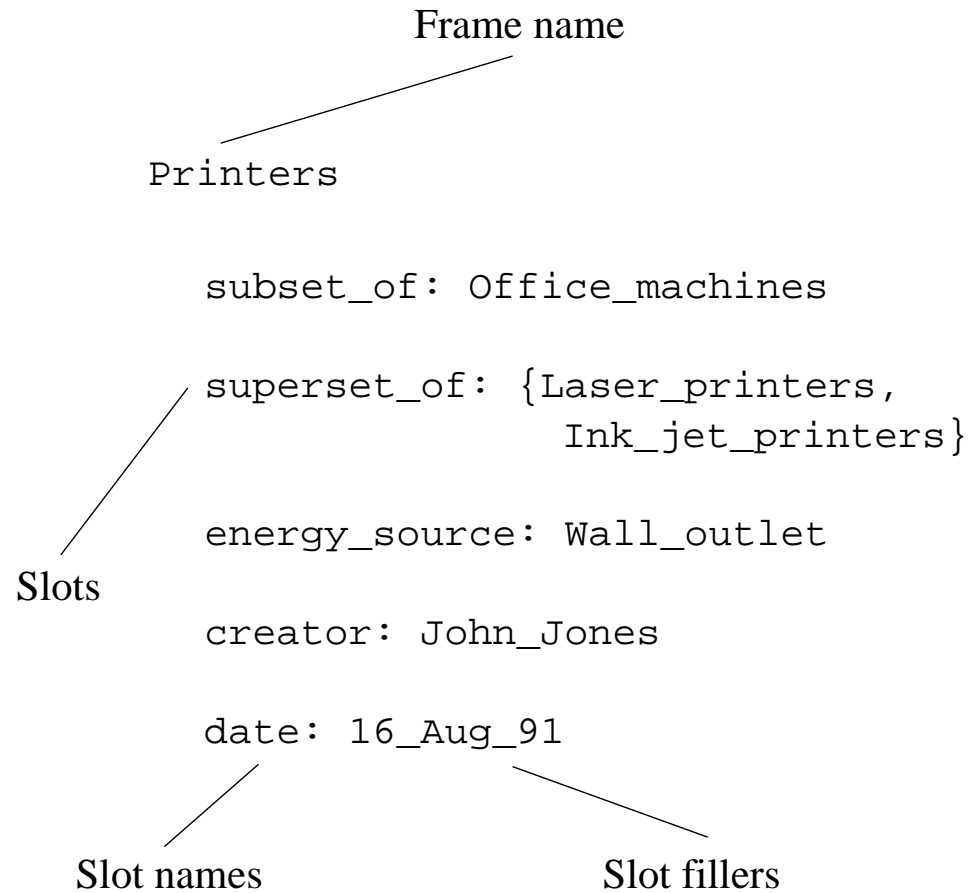 Frame name
Printers
subset_of: Office_machines
superset_of: {Laser_printers,
Ink_jet_printers}
energy_source: Wall_outlet
Slots
creator: John_Jones
date: 16_Aug_91
Slot names Slot fillers